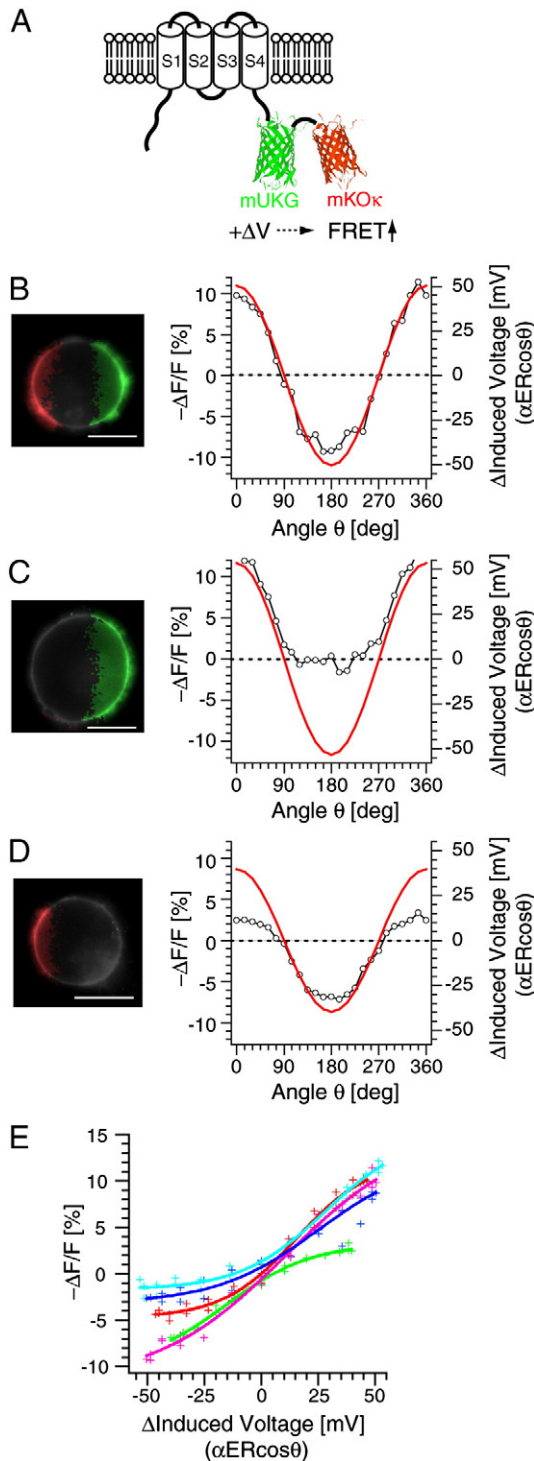 A
S1 S2 S3 S4
mUKG mKOκ
+ΔV FRET
B
10
5
0
-5
-10
−ΔF/F [%]
50
25
0
-25
-50
ΔInduced Voltage [mV]
(αERcosθ)
0 90 180 270 360
Angle θ [deg]
C
10
5
0
-5
-10
−ΔF/F [%]
50
25
0
-25
-50
ΔInduced Voltage [mV]
(αERcosθ)
0 90 180 270 360
Angle θ [deg]
D
10
5
0
-5
-10
−ΔF/F [%]
50
25
0
-25
-50
ΔInduced Voltage [mV]
(αERcosθ)
0 90 180 270 360
Angle θ [deg]
E
15
10
5
0
-5
-10
−ΔF/F [%]
-50 -25 0 25 50
ΔInduced Voltage [mV]
(αERcosθ)